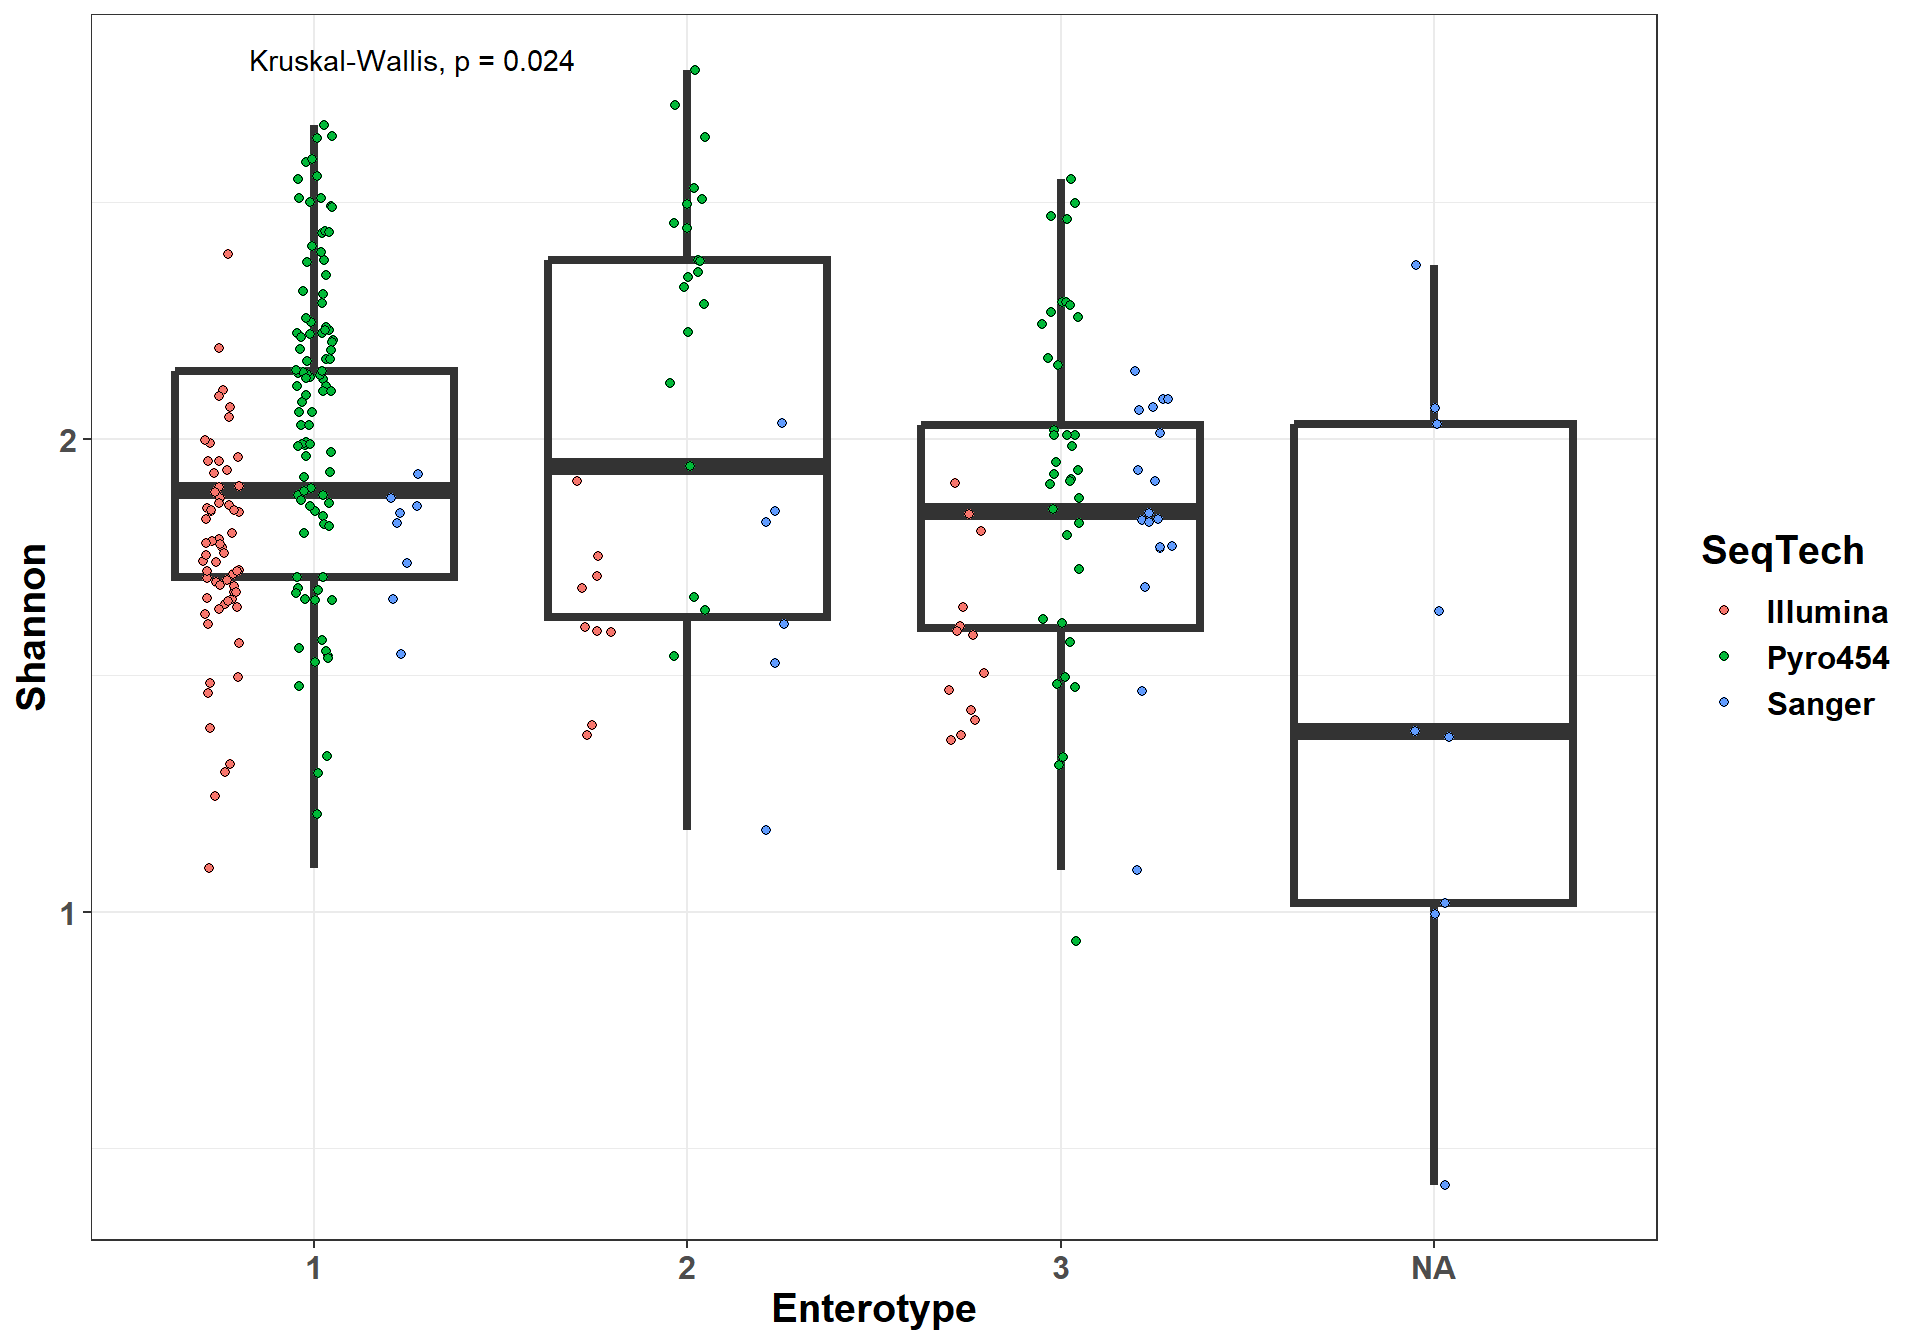 Kruskal-Wallis, p = 0.024
Shannon
2
1
1
2
3
NA
Enterotype
SeqTech
Illumina
Pyro454
Sanger